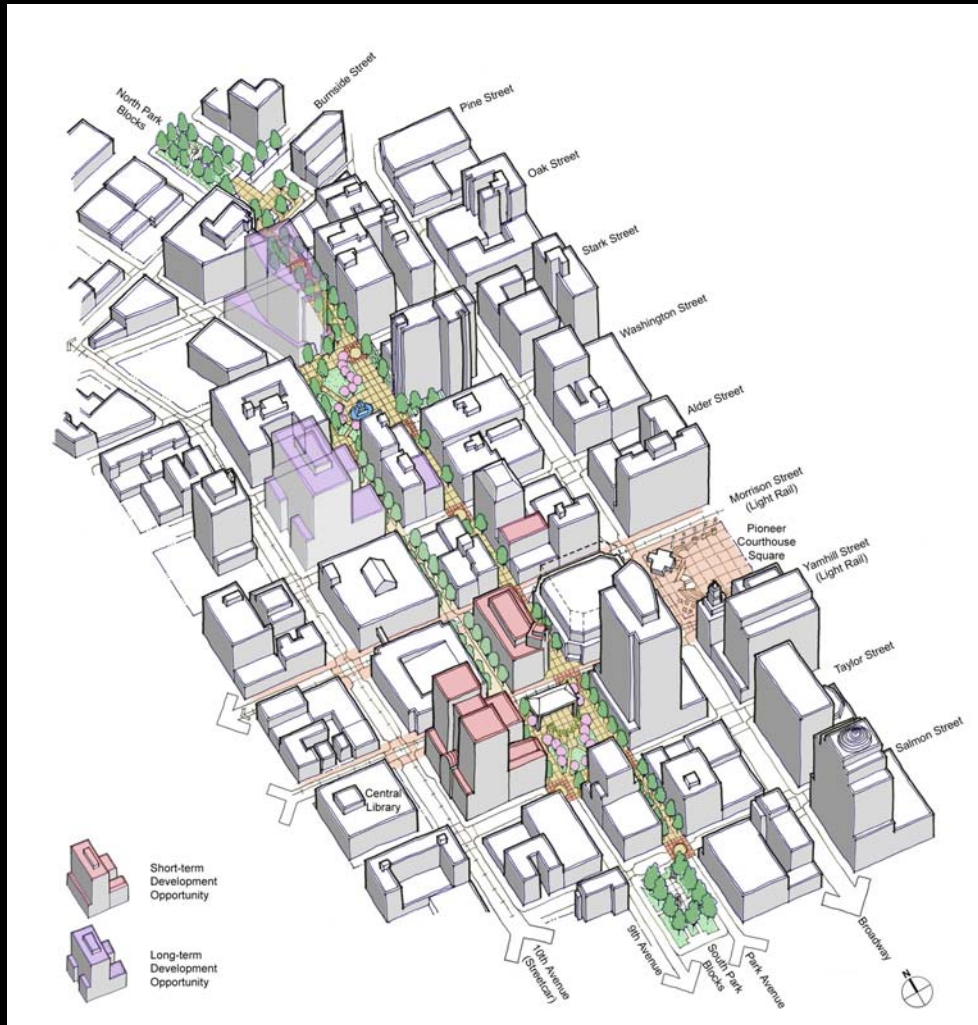 North Park
Blocks
Burnside Street
Pine Street
Oak Street
Stark Street
Washington Street
Alder Street
Morrison Street
(Light Rail)
Pioneer
Courthouse
Square
Yamhill Street
(Light Rail)
Taylor Street
Salmon Street
Central
Library
Short-term
Development
Opportunity
Long-term
Development
Opportunity
10th Avenue
(Streetcar)
9th Avenue
South Park
Blocks
Park Avenue
Broadway
N